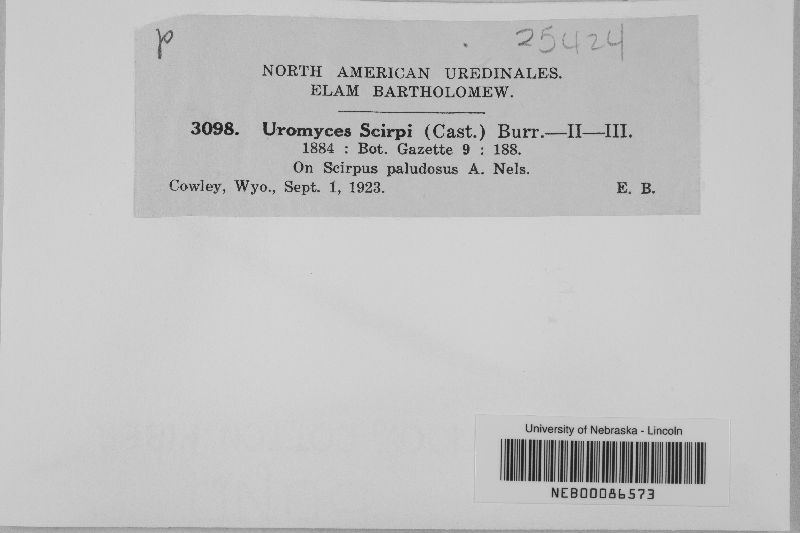 p 25424
NORTH AMERICAN UREDINALES.
ELAM BARTHOLOMEW.
3098. Uromyces Scirpi (Cast.) Burr.—II—III.
1884 : Bot. Gazette 9 : 188.
On Scirpus paludosus A. Nels.
Cowley, Wyo., Sept. 1, 1923. E. B.
University of Nebraska - Lincoln
NEB00086573